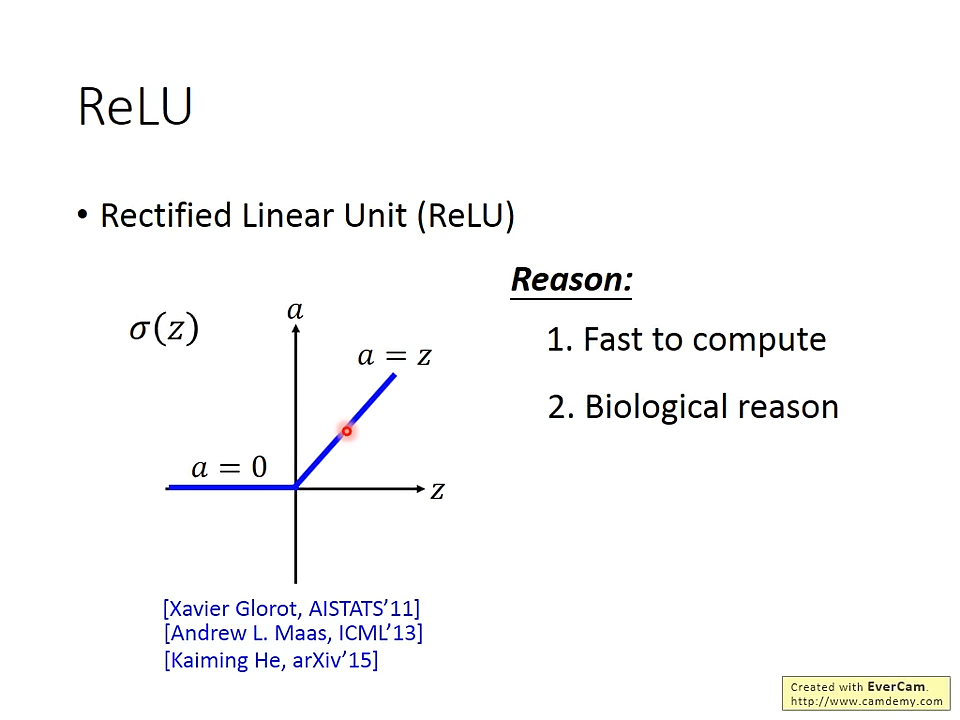 ReLU
• Rectified Linear Unit (ReLU)
Reason:
1. Fast to compute
2. Biological reason
σ(z)
a
a = z
a = 0
z
[Xavier Glorot, AISTATS’11]
[Andrew L. Maas, ICML’13]
[Kaiming He, arXiv’15]
Created with EverCam.
http://www.camdemy.com